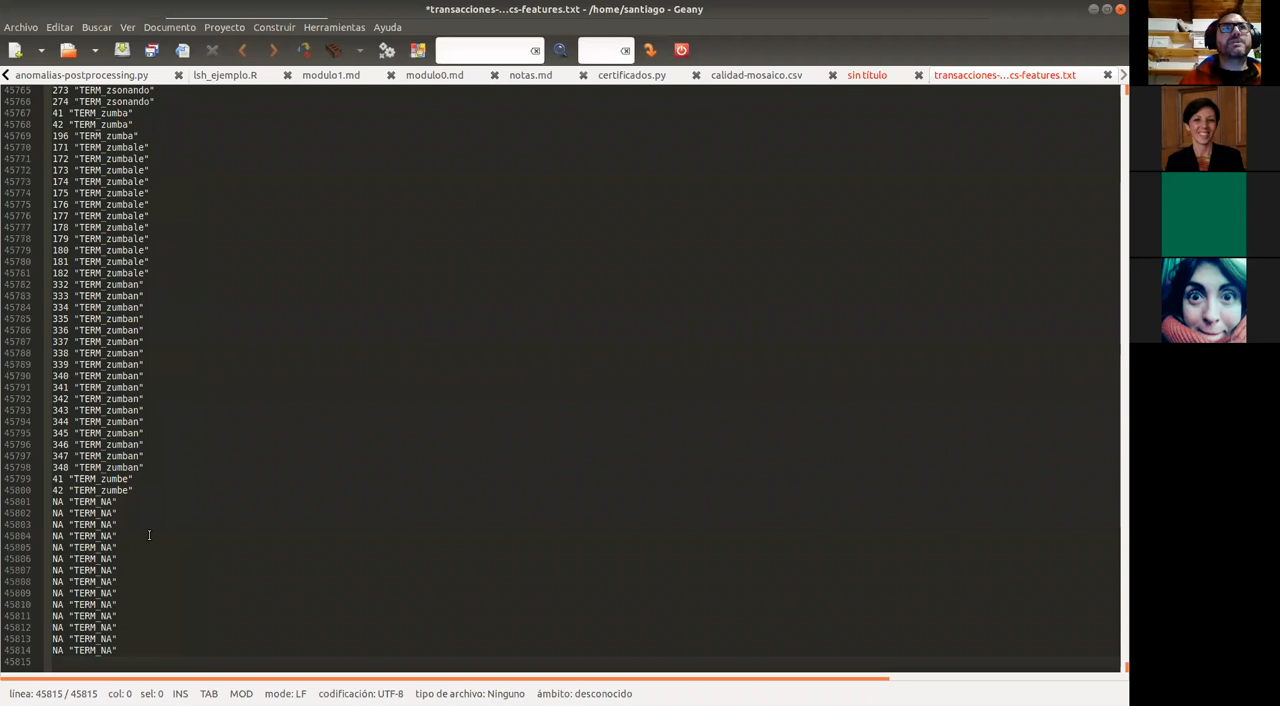 *transacciones-...cs-features.txt - /home/santiago - Geany
Archivo Editar Buscar Ver Documento Proyecto Construir Herramientas Ayuda
anomalias-postprocessing.py lsh_ejemplo.R modulo1.md modulo0.md notas.md certificados.py calidad-mosaico.csv sin título transacciones-...cs-features.txt
45765 273 "TERM_zsonando"
45766 274 "TERM_zsonando"
45767 41 "TERM_zumba"
45768 42 "TERM_zumba"
45769 196 "TERM_zumba"
45770 171 "TERM_zumbale"
45771 172 "TERM_zumbale"
45772 173 "TERM_zumbale"
45773 174 "TERM_zumbale"
45774 175 "TERM_zumbale"
45775 176 "TERM_zumbale"
45776 177 "TERM_zumbale"
45777 178 "TERM_zumbale"
45778 179 "TERM_zumbale"
45779 180 "TERM_zumbale"
45780 181 "TERM_zumbale"
45781 182 "TERM_zumbale"
45782 332 "TERM_zumban"
45783 333 "TERM_zumban"
45784 334 "TERM_zumban"
45785 335 "TERM_zumban"
45786 336 "TERM_zumban"
45787 337 "TERM_zumban"
45788 338 "TERM_zumban"
45789 339 "TERM_zumban"
45790 340 "TERM_zumban"
45791 341 "TERM_zumban"
45792 342 "TERM_zumban"
45793 343 "TERM_zumban"
45794 344 "TERM_zumban"
45795 345 "TERM_zumban"
45796 346 "TERM_zumban"
45797 347 "TERM_zumban"
45798 348 "TERM_zumban"
45799 41 "TERM_zumbe"
45800 42 "TERM_zumbe"
45801 NA "TERM_NA"
45802 NA "TERM_NA"
45803 NA "TERM_NA"
45804 NA "TERM_NA"
45805 NA "TERM_NA"
45806 NA "TERM_NA"
45807 NA "TERM_NA"
45808 NA "TERM_NA"
45809 NA "TERM_NA"
45810 NA "TERM_NA"
45811 NA "TERM_NA"
45812 NA "TERM_NA"
45813 NA "TERM_NA"
45814 NA "TERM_NA"
45815
línea: 45815 / 45815 col: 0 sel: 0 INS TAB MOD mode: LF codificación: UTF-8 tipo de archivo: Ninguno ámbito: desconocido